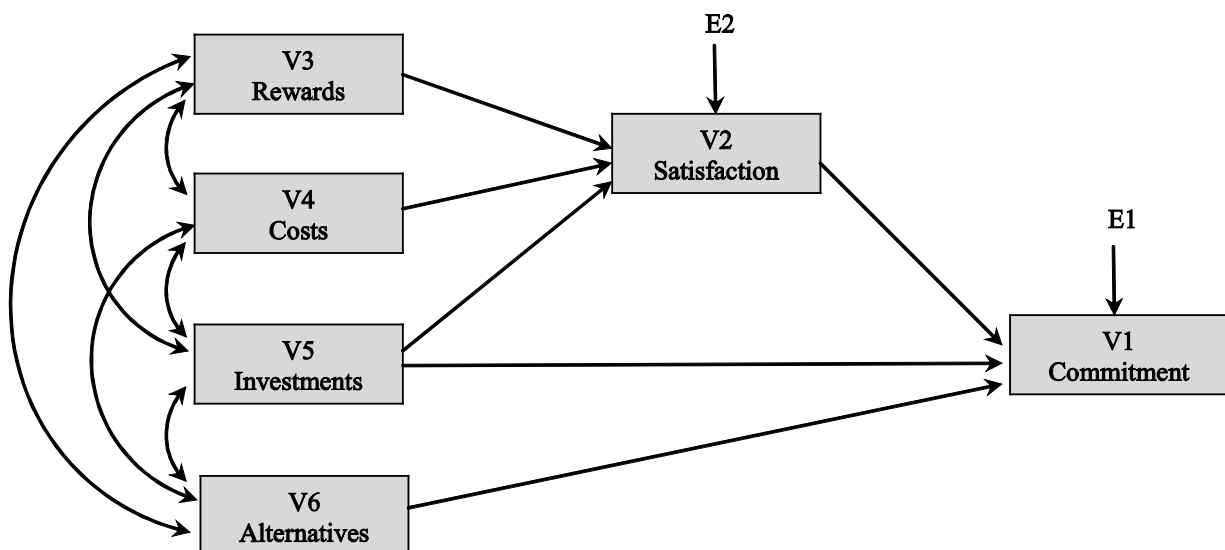 E2
V3
Rewards
V2
Satisfaction
V4
Costs
E1
V5
Investments
V1
Commitment
V6
Alternatives